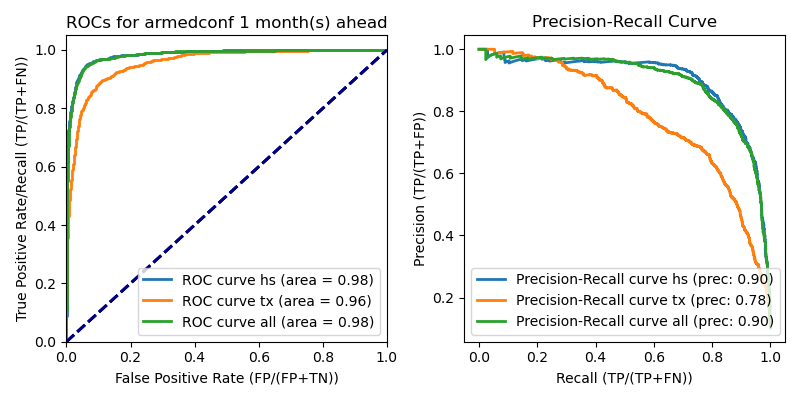 ROCs for armedconf 1 month(s) ahead
True Positive Rate/Recall (TP/(TP+FN))
1.0
0.8
0.6
0.4
0.2
0.0
0.0 0.2 0.4 0.6 0.8 1.0
False Positive Rate (FP/(FP+TN))
ROC curve hs (area = 0.98)
ROC curve tx (area = 0.96)
ROC curve all (area = 0.98)
Precision-Recall Curve
Precision (TP/(TP+FP))
1.0
0.8
0.6
0.4
0.2
0.0 0.2 0.4 0.6 0.8 1.0
Recall (TP/(TP+FN))
Precision-Recall curve hs (prec: 0.90)
Precision-Recall curve tx (prec: 0.78)
Precision-Recall curve all (prec: 0.90)